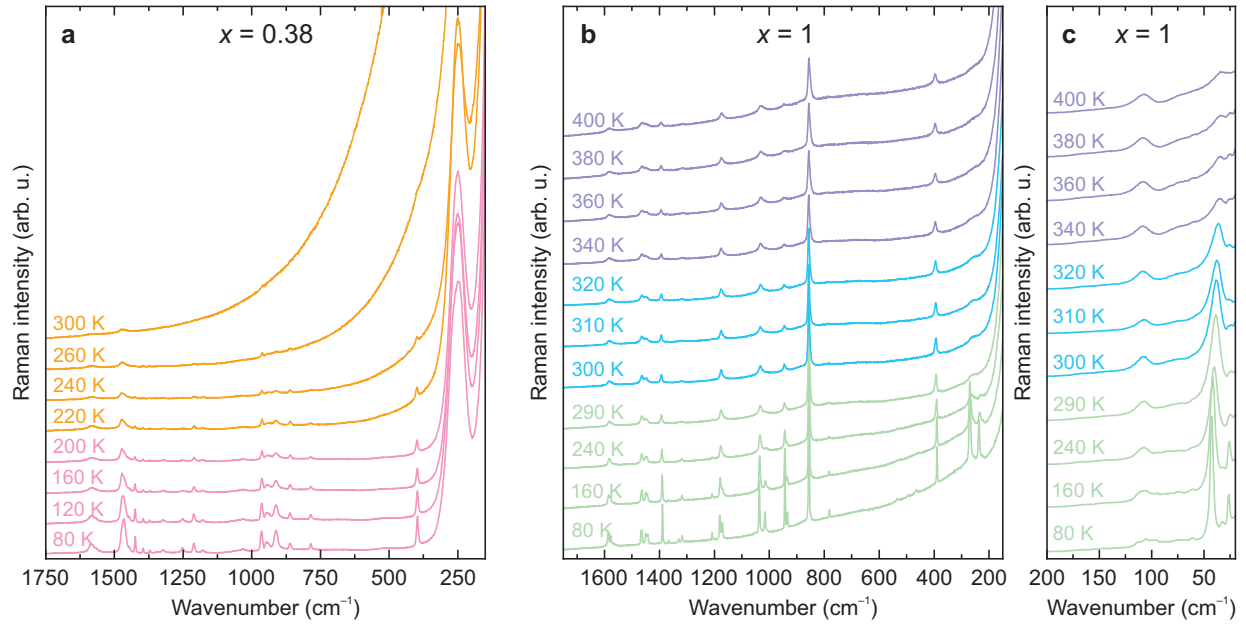 a
x = 0.38
Raman intensity (arb. u.)
300 K
260 K
240 K
220 K
200 K
160 K
120 K
80 K
1750
1500
1250
1000
750
500
250
Wavenumber (cm⁻¹)
b
x = 1
Raman intensity (arb. u.)
400 K
380 K
360 K
340 K
320 K
310 K
300 K
290 K
240 K
160 K
80 K
1600
1400
1200
1000
800
600
400
200
Wavenumber (cm⁻¹)
c
x = 1
Raman intensity (arb. u.)
400 K
380 K
360 K
340 K
320 K
310 K
300 K
290 K
240 K
160 K
80 K
200
150
100
50
Wavenumber (cm⁻¹)